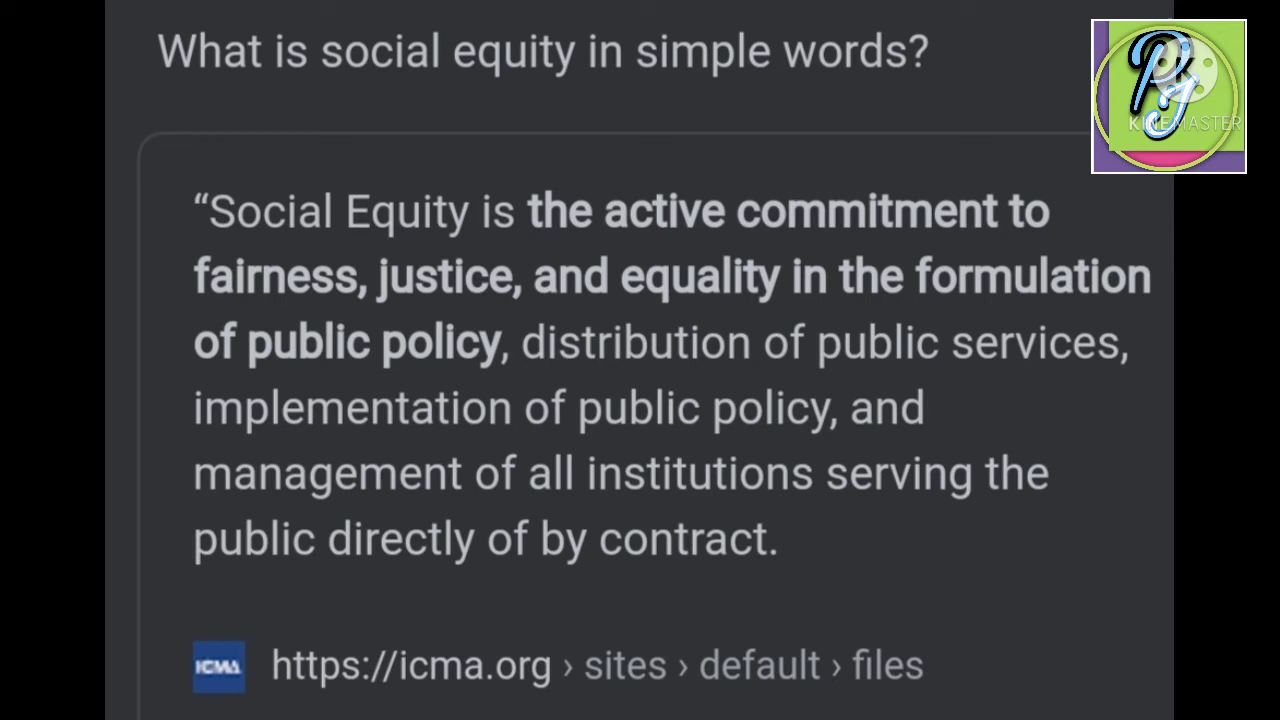 What is social equity in simple words?
“Social Equity is the active commitment to
fairness, justice, and equality in the formulation
of public policy, distribution of public services,
implementation of public policy, and
management of all institutions serving the
public directly of by contract.
ICMA https://icma.org › sites › default › files
PJ
KINEMASTER